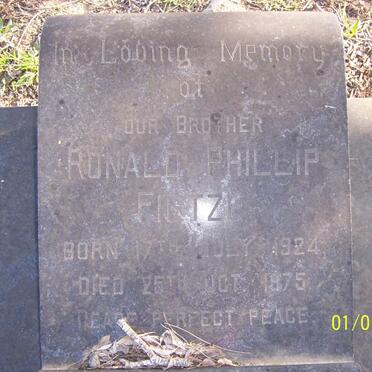 In Loving Memory
of
OUR BROTHER
RONALD PHILLIP
BORN 17TH JULY 1924
DIED 25TH OCT. 1975
PEACE PERFECT PEACE
01/0